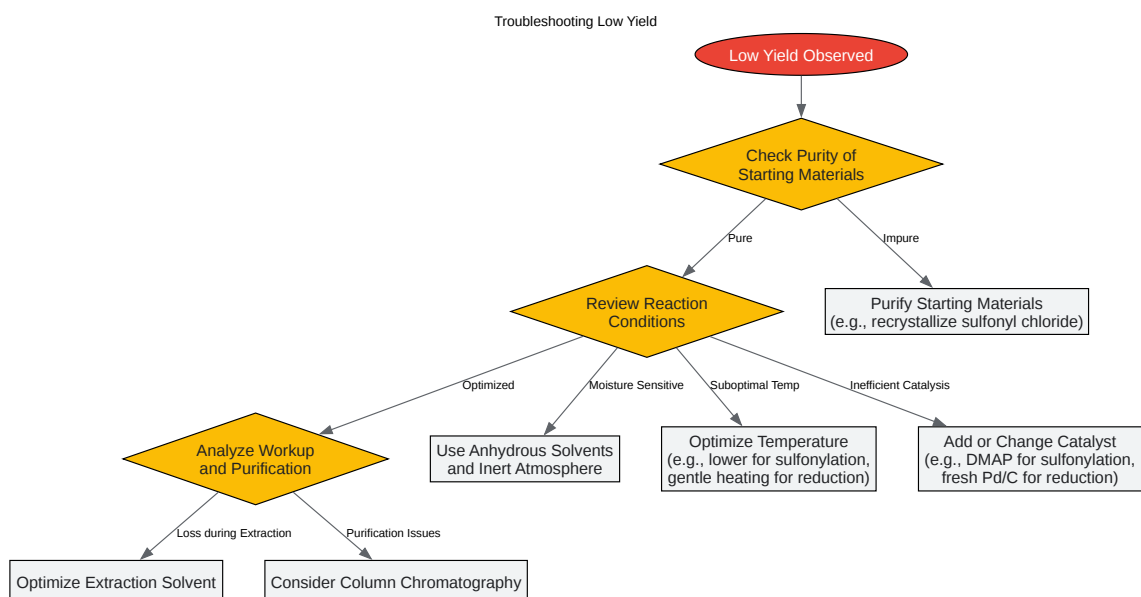 Troubleshooting Low Yield
Low Yield Observed
Check Purity of
Starting Materials
Pure
Impure
Review Reaction
Conditions
Purify Starting Materials
(e.g., recrystallize sulfonyl chloride)
Optimized
Moisture Sensitive
Suboptimal Temp
Inefficient Catalysis
Analyze Workup
and Purification
Use Anhydrous Solvents
and Inert Atmosphere
Optimize Temperature
(e.g., lower for sulfonylation,
gentle heating for reduction)
Add or Change Catalyst
(e.g., DMAP for sulfonylation,
fresh Pd/C for reduction)
Loss during Extraction
Purification Issues
Optimize Extraction Solvent
Consider Column Chromatography